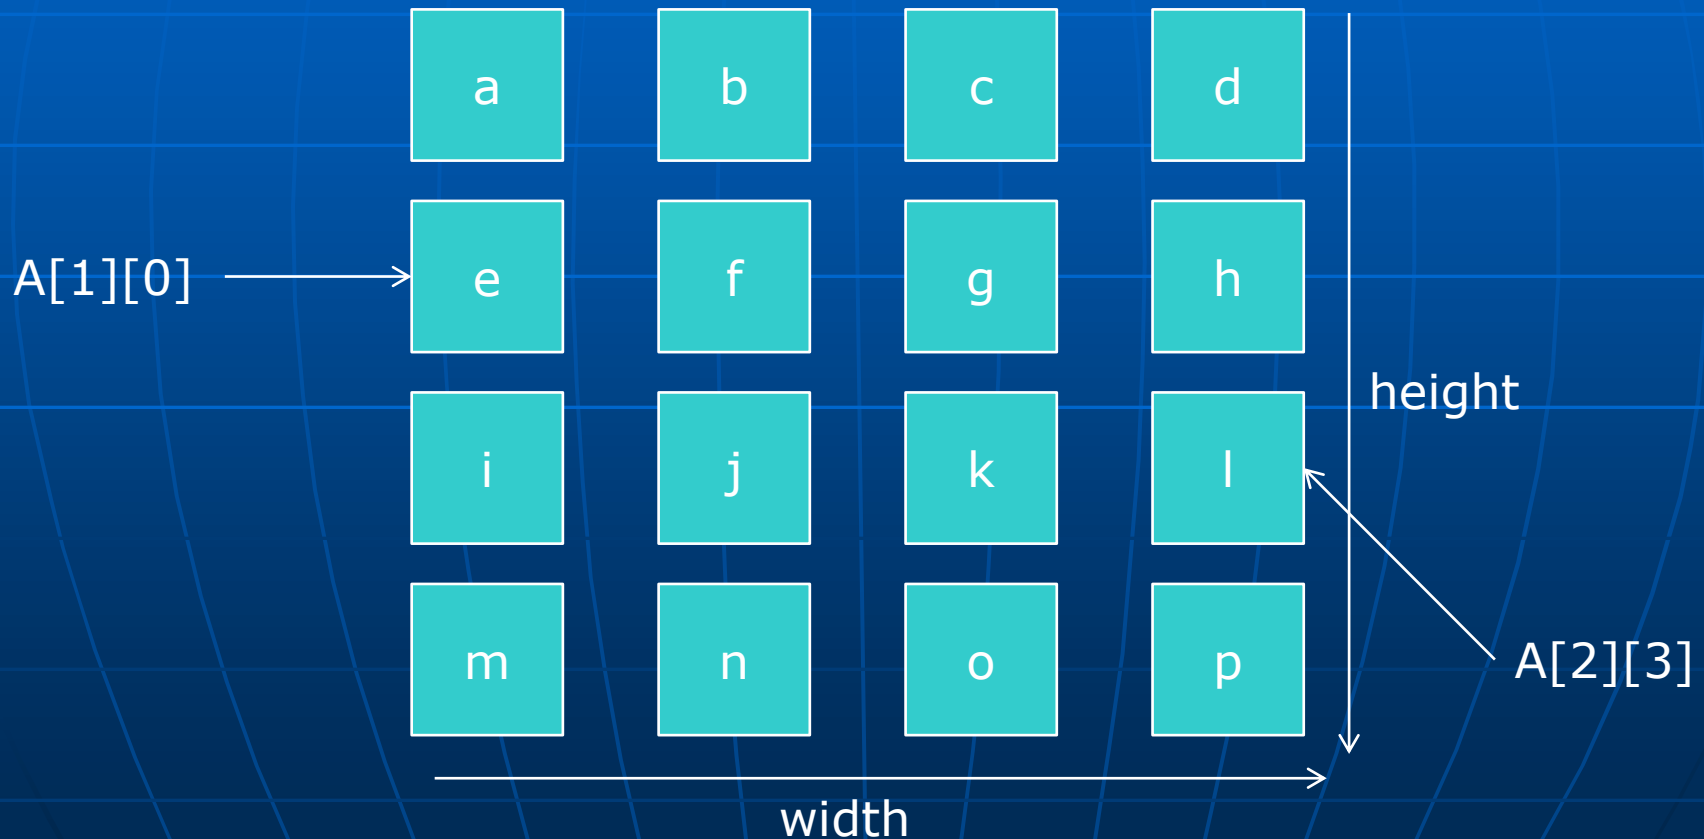 a b c d
A[1][0] e f g h
i j k l
height
m n o p
A[2][3]
width